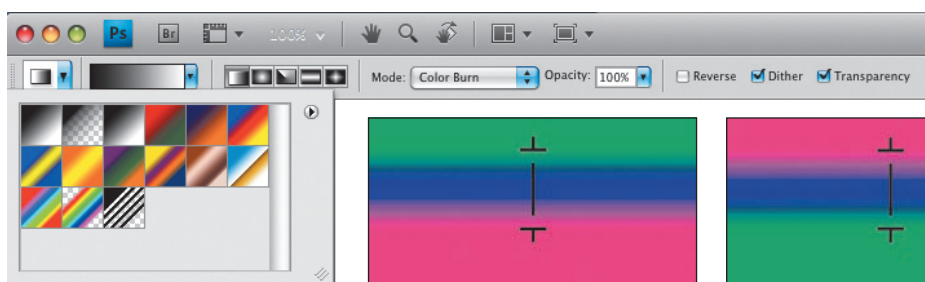 Ps Br 100%
Mode: Color Burn Opacity: 100% Reverse Dither Transparency